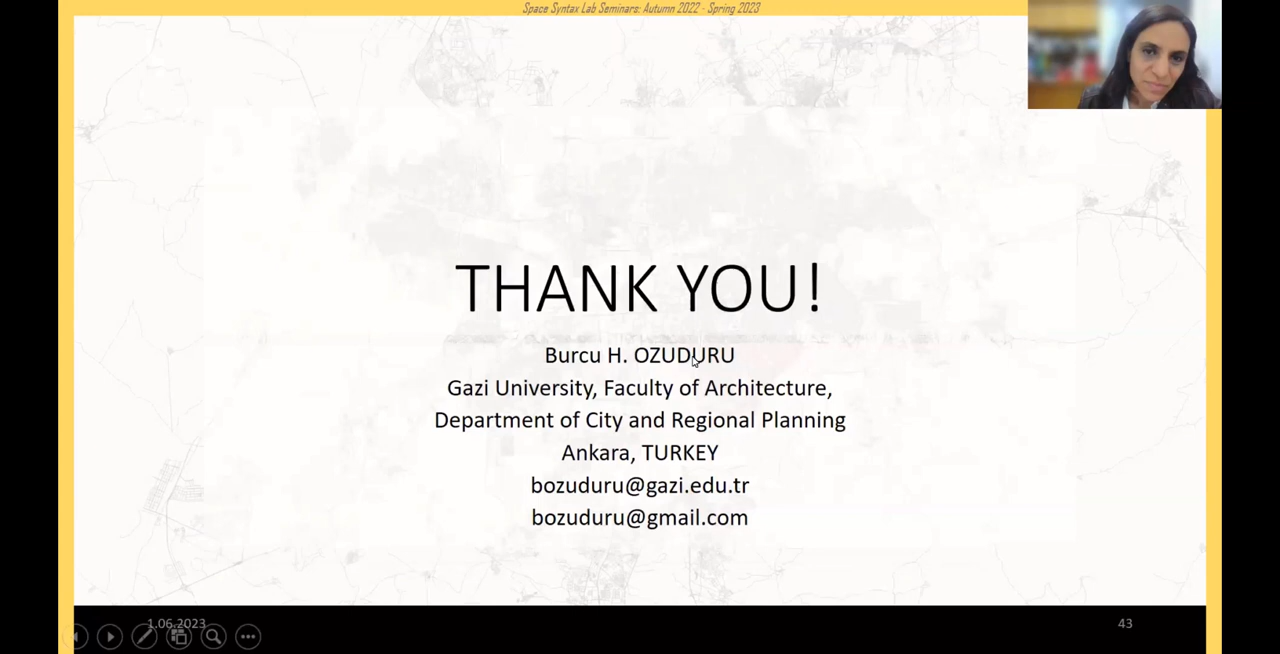 Space Syntax Lab Seminars: Autumn 2022 - Spring 2023
THANK YOU!
Burcu H. OZUDURU
Gazi University, Faculty of Architecture,
Department of City and Regional Planning
Ankara, TURKEY
bozuduru@gazi.edu.tr
bozuduru@gmail.com
1.06.2023
43